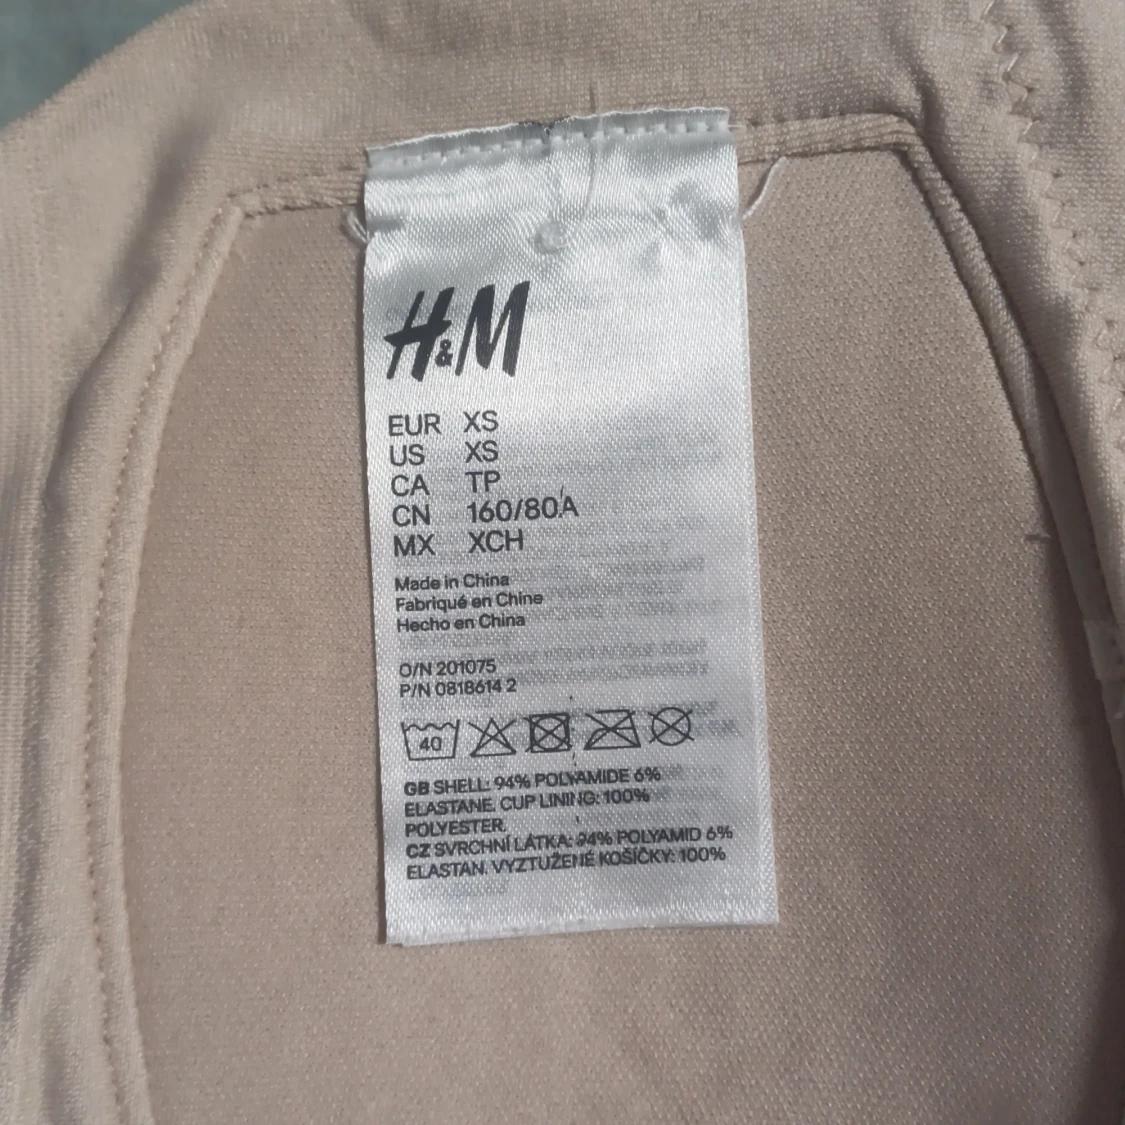 H&M
EUR XS
US XS
CA TP
CN 160/80A
MX XCH
Made in China
Fabriqué en Chine
Hecho en China
O/N 201075
P/N 0818614 2
40
GB SHELL: 94% POLYAMIDE 6%
ELASTANE. CUP LINING: 100%
POLYESTER.
CZ SVRCHNÍ LÁTKA: 94% POLYAMID 6%
ELASTAN. VYZTUŽENÉ KOŠÍČKY: 100%